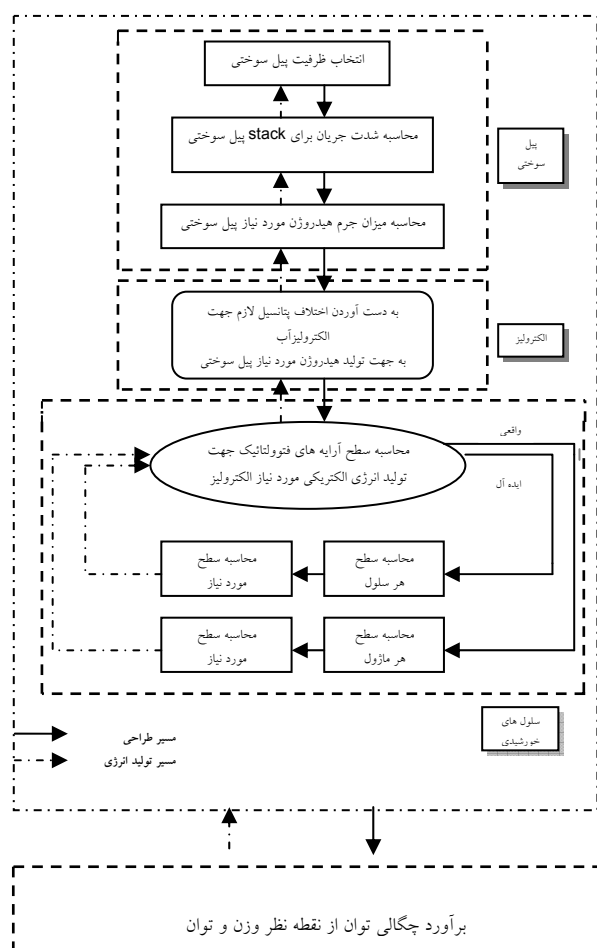 انتخاب ظرفیت پیل سوختی
محاسبه شدت جریان برای stack پیل سوختی
پیل
سوختی
محاسبه میزان جرم هیدروژن مورد نیاز پیل سوختی
به دست آوردن اختلاف پتانسیل لازم جهت
الکترولیزآب
به جهت تولید هیدروژن مورد نیاز پیل سوختی
الکترولیز
واقعی
محاسبه سطح آرایه های فتوولتائیک جهت
تولید انرژی الکتریکی مورد نیاز الکترولیز
ایده آل
محاسبه سطح
هر سلول
محاسبه سطح
مورد نیاز
محاسبه سطح
هر ماژول
محاسبه سطح
مورد نیاز
سلول های
خورشیدی
مسیر طراحی
مسیر تولید انرژی
برآورد چگالی توان از نقطه نظر وزن و توان